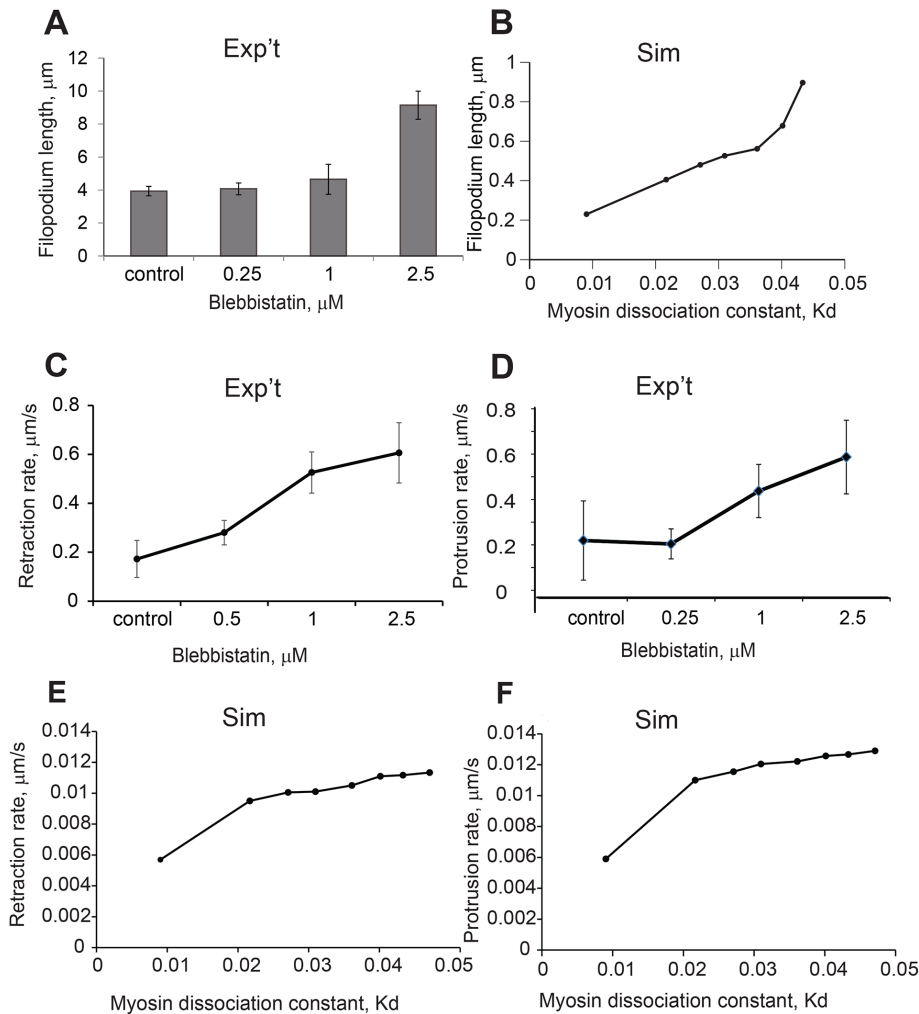 A
Exp't
Filopodium length, μm
12
10
8
6
4
2
0
control 0.25 1 2.5
Blebbistatin, μM
B
Sim
Filopodium length, μm
1
0.8
0.6
0.4
0.2
0
0 0.01 0.02 0.03 0.04 0.05
Myosin dissociation constant, Kd
C
Exp't
Retraction rate, μm/s
0.8
0.6
0.4
0.2
0
control 0.5 1 2.5
Blebbistatin, μM
D
Exp't
Protrusion rate, μm/s
0.8
0.6
0.4
0.2
0
control 0.25 1 2.5
Blebbistatin, μM
E
Sim
Retraction rate, μm/s
0.014
0.012
0.01
0.008
0.006
0.004
0.002
0
0 0.01 0.02 0.03 0.04 0.05
Myosin dissociation constant, Kd
F
Sim
Protrusion rate, μm/s
0.014
0.012
0.01
0.008
0.006
0.004
0.002
0
0 0.01 0.02 0.03 0.04 0.05
Myosin dissociation constant, Kd